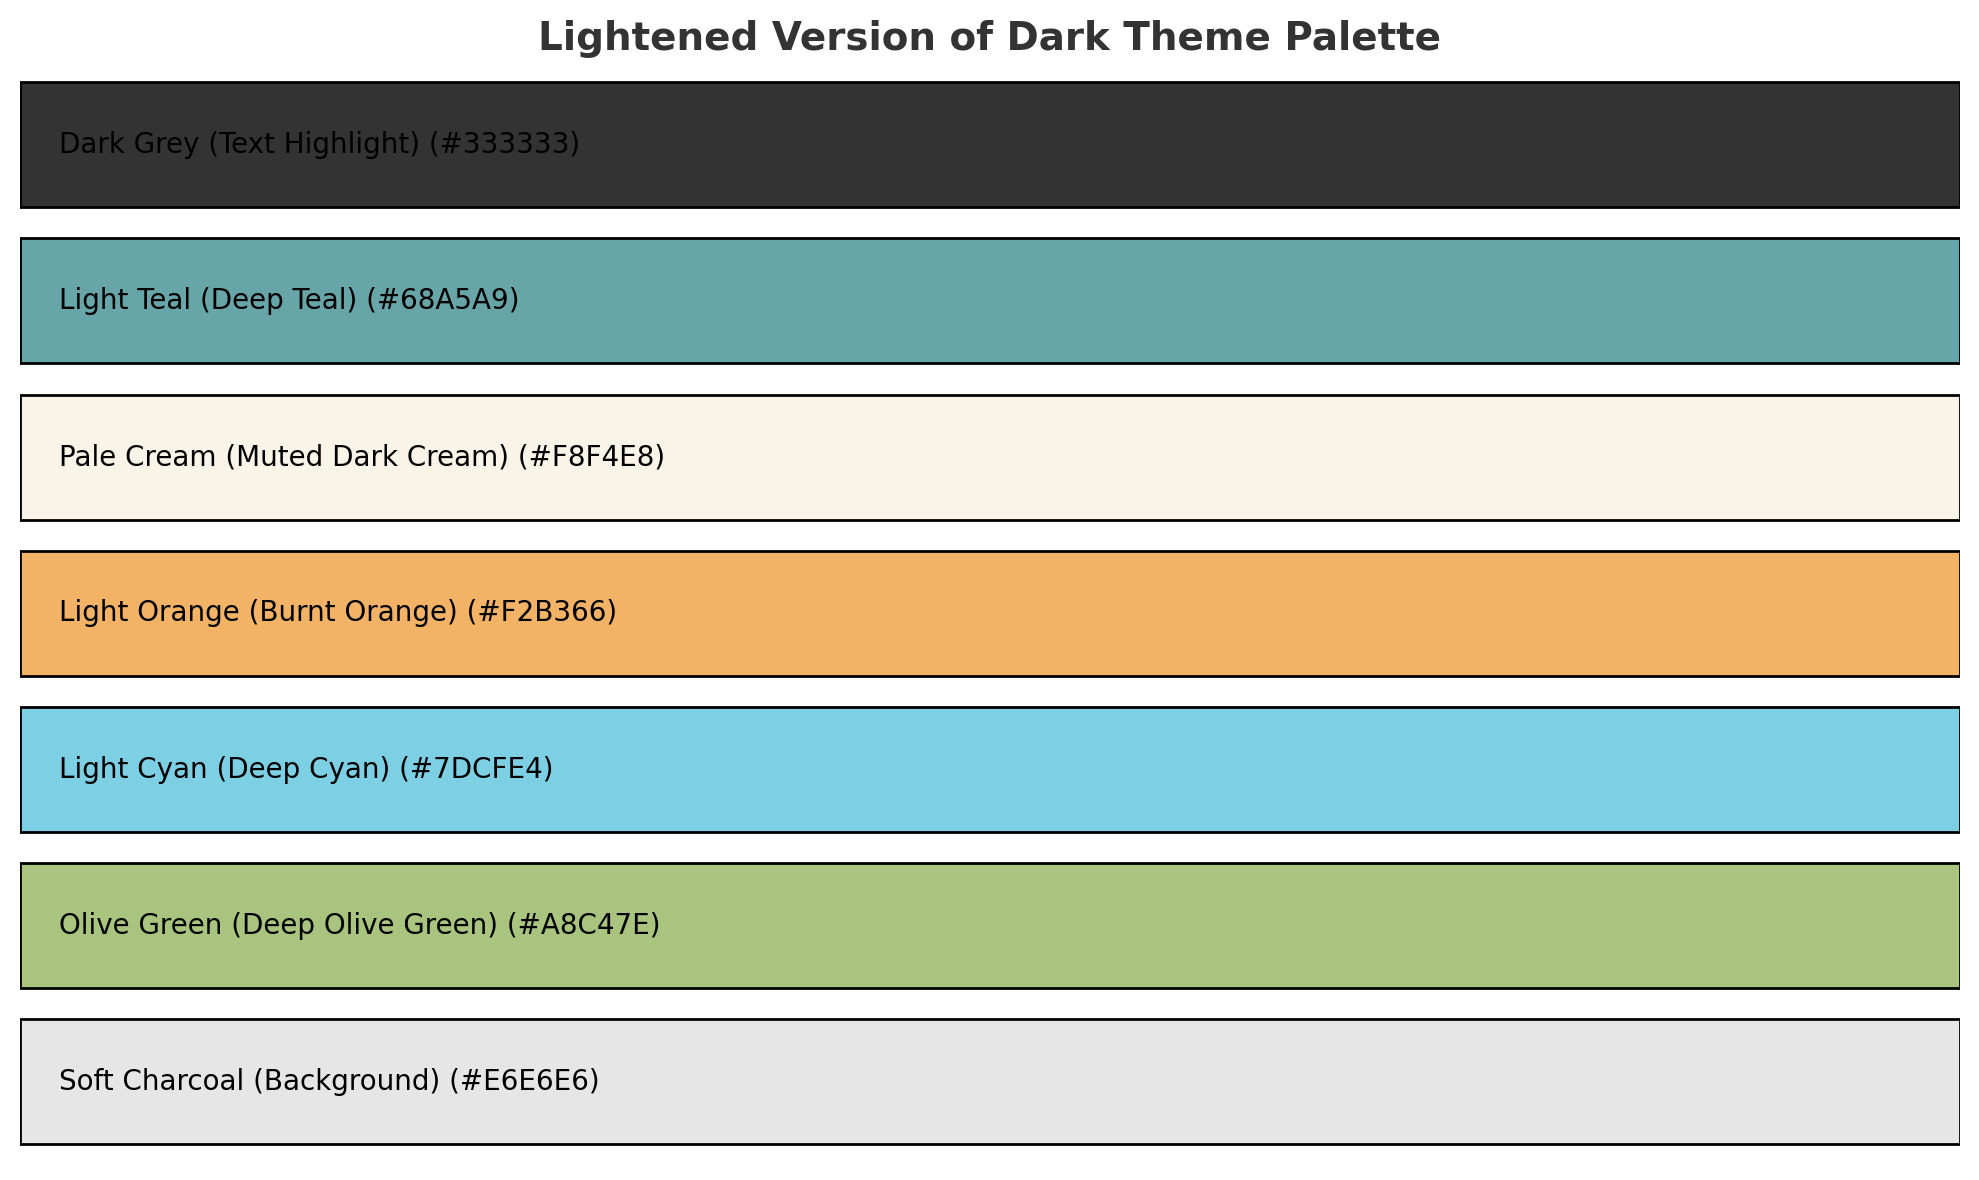 Lightened Version of Dark Theme Palette
Dark Grey (Text Highlight) (#333333)
Light Teal (Deep Teal) (#68A5A9)
Pale Cream (Muted Dark Cream) (#F8F4E8)
Light Orange (Burnt Orange) (#F2B366)
Light Cyan (Deep Cyan) (#7DCFE4)
Olive Green (Deep Olive Green) (#A8C47E)
Soft Charcoal (Background) (#E6E6E6)